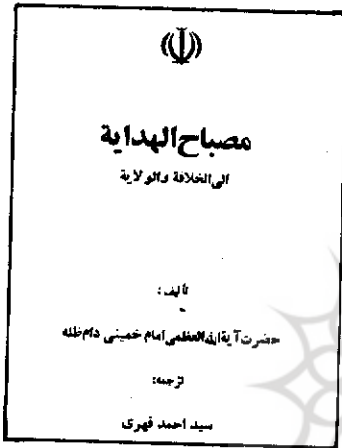 مصباح الهداية
الى الخلافة والولاية
تأليف:
حضرت آية الله العظمى امام خمينى دام ظله
ترجمه:
سيد احمد فهرى